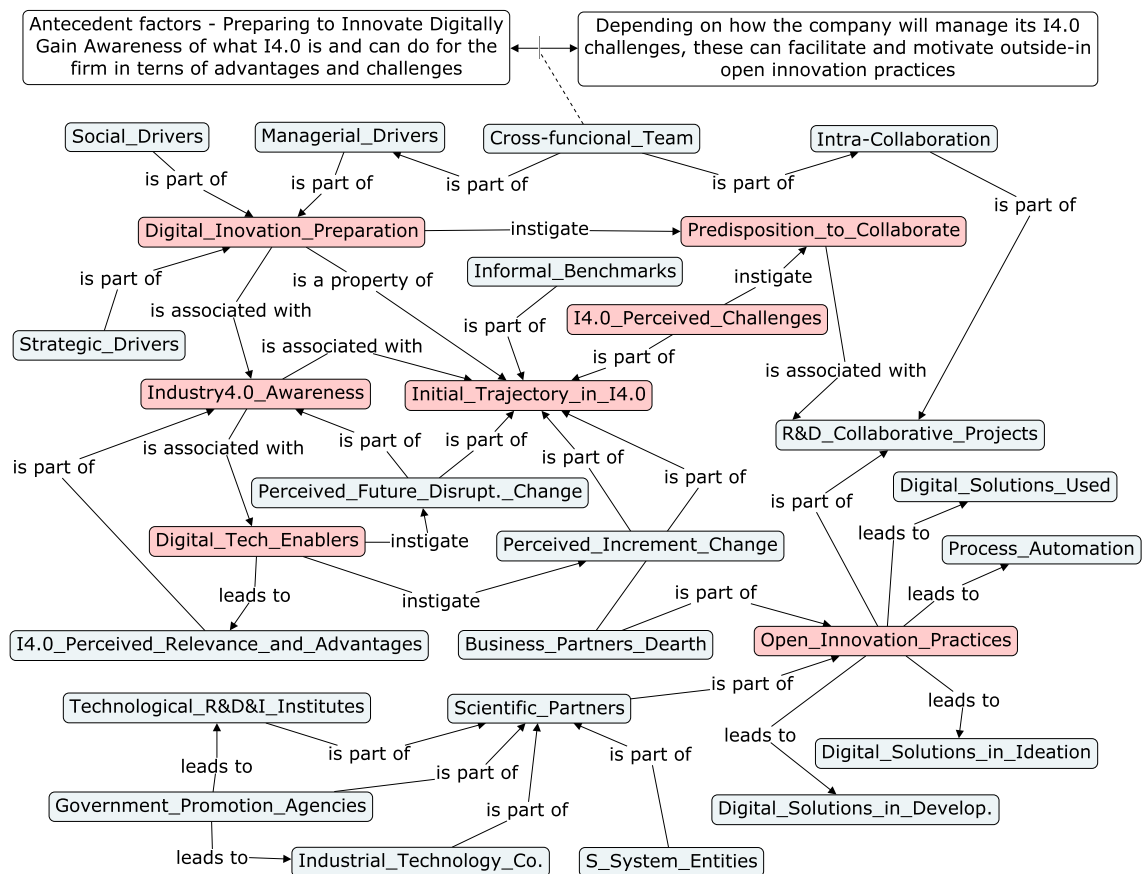 Antecedent factors - Preparing to Innovate Digitally
Gain Awareness of what I4.0 is and can do for the
firm in terns of advantages and challenges
Depending on how the company will manage its I4.0
challenges, these can facilitate and motivate outside-in
open innovation practices
Social_Drivers
Managerial_Drivers
Cross-funcional_Team
Intra-Collaboration
is part of
is part of
is part of
is part of
is part of
Digital_Inovation_Preparation
instigate
Predisposition_to_Collaborate
is part of
is a property of
Informal_Benchmarks
instigate
is associated with
I4.0_Perceived_Challenges
is part of
Strategic_Drivers
is associated with
is part of
is associated with
Industry4.0_Awareness
Initial_Trajectory_in_I4.0
R&D_Collaborative_Projects
is part of
is associated with
is part of
is part of
is part of
is part of
Perceived_Future_Disrupt._Change
Digital_Solutions_Used
is part of
Digital_Tech_Enablers
instigate
Perceived_Increment_Change
leads to
Process_Automation
leads to
instigate
is part of
leads to
I4.0_Perceived_Relevance_and_Advantages
Business_Partners_Dearth
Open_Innovation_Practices
is part of
Technological_R&D&I_Institutes
Scientific_Partners
leads to
leads to
is part of
is part of
Digital_Solutions_in_Ideation
leads to
is part of
Government_Promotion_Agencies
is part of
Digital_Solutions_in_Develop.
leads to
Industrial_Technology_Co.
S_System_Entities